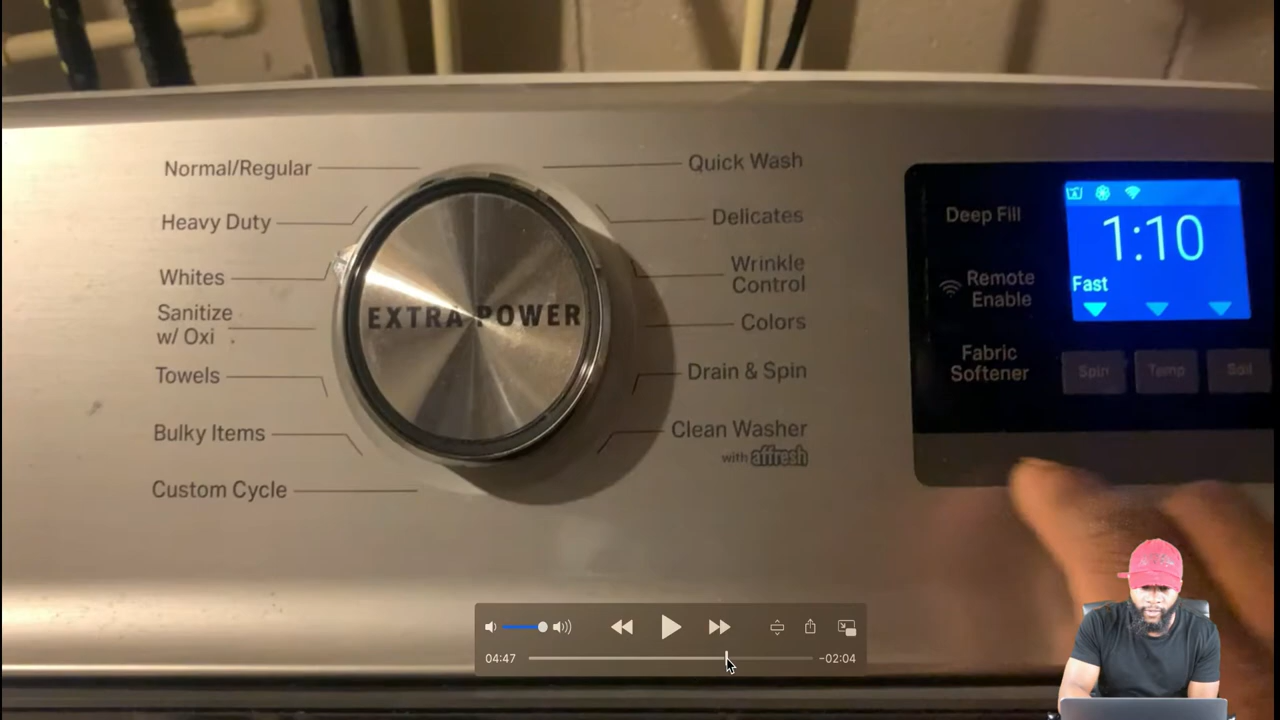 Normal/Regular
Heavy Duty
Whites
Sanitize
w/ Oxi
Towels
Bulky Items
Custom Cycle
EXTRA POWER
Quick Wash
Delicates
Wrinkle
Control
Colors
Drain & Spin
Clean Washer
with affresh
Deep Fill
Remote
Enable
Fabric
Softener
1:10
Fast
Spin
Temp
Soil
04:47
-02:04